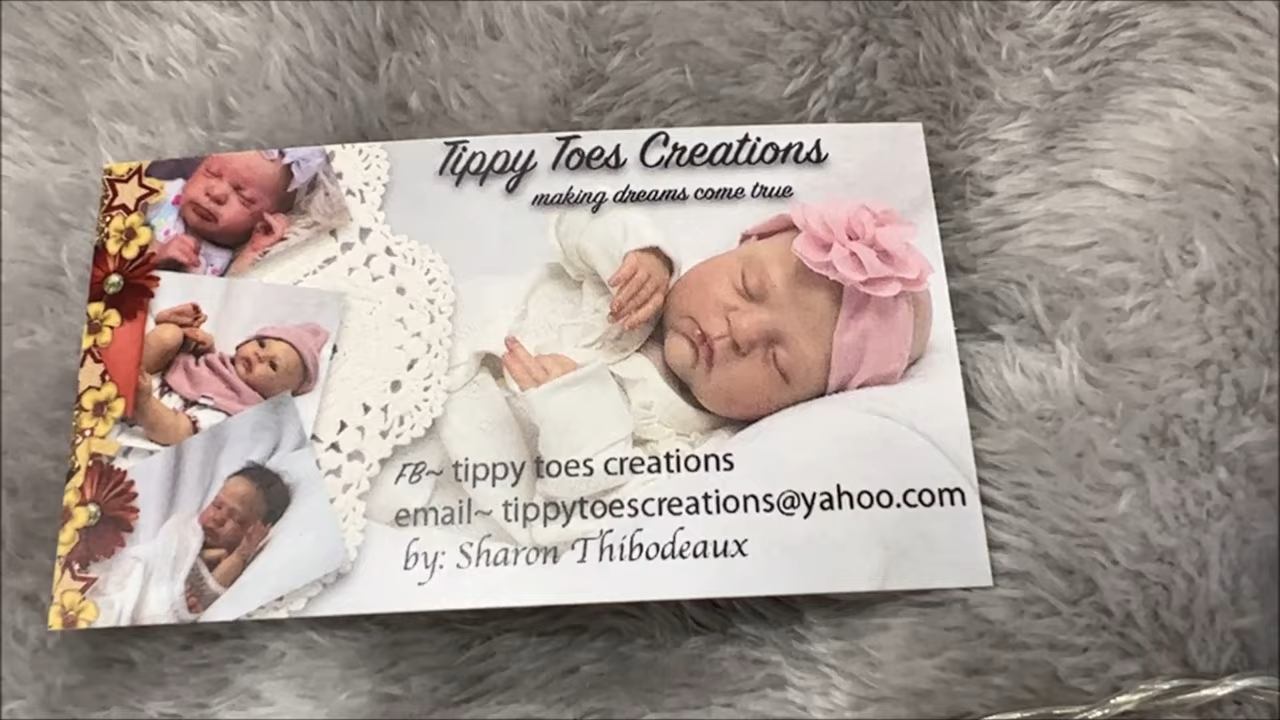 Tippy Toes Creations
making dreams come true
FB~ tippy toes creations
email~ tippytoescreations@yahoo.com
by: Sharon Thibodeaux